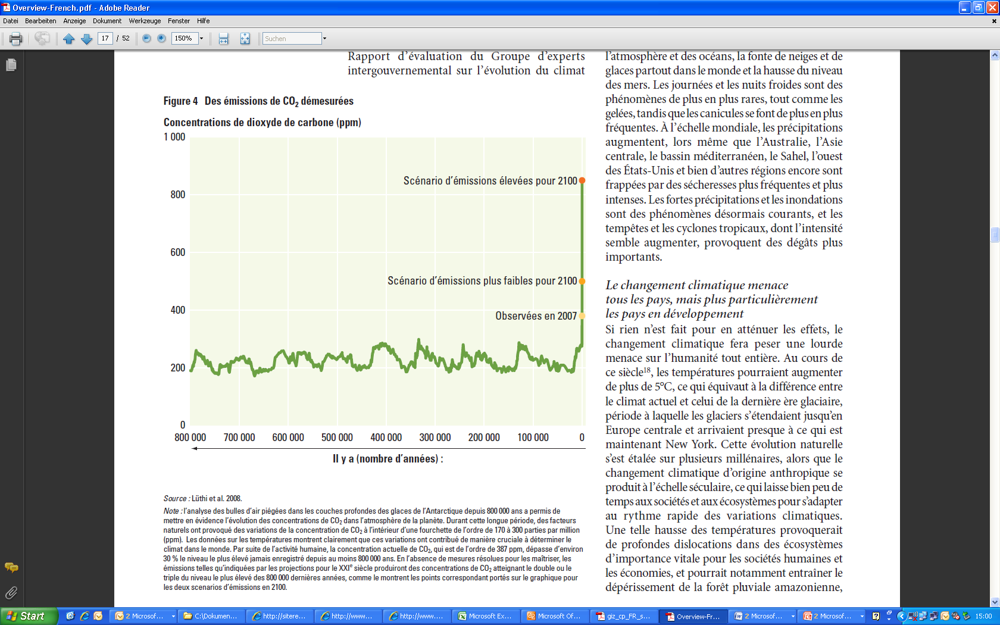 Overview-French.pdf - Adobe Reader
Datei Bearbeiten Anzeige Dokument Werkzeuge Fenster Hilfe
17 / 52 150% Suchen
Rapport d'évaluation du Groupe d'experts
intergouvernemental sur l'évolution du climat
Figure 4 Des émissions de CO₂ démesurées
Concentrations de dioxyde de carbone (ppm)
1 000
800
600
400
200
0
Scénario d'émissions élevées pour 2100
Scénario d'émissions plus faibles pour 2100
Observées en 2007
800 000 700 000 600 000 500 000 400 000 300 000 200 000 100 000 0
Il y a (nombre d'années) :
Source : Lüthi et al. 2008.
Note : l'analyse des bulles d'air piégées dans les couches profondes des glaces de l'Antarctique depuis 800 000 ans a permis de
mettre en évidence l'évolution des concentrations de CO₂ dans l'atmosphère de la planète. Durant cette longue période, des facteurs
naturels ont provoqué des variations de la concentration de CO₂ à l'intérieur d'une fourchette de l'ordre de 170 à 300 parties par million
(ppm). Les données sur les températures montrent clairement que ces variations ont contribué de manière cruciale à déterminer le
climat dans le monde. Par suite de l'activité humaine, la concentration actuelle de CO₂, qui est de l'ordre de 387 ppm, dépasse d'environ
30 % le niveau le plus élevé jamais enregistré depuis au moins 800 000 ans. En l'absence de mesures résolues pour les maîtriser, les
émissions telles qu'indiquées par les projections pour le XXIe siècle produiront des concentrations de CO₂ atteignant le double ou le
triple du niveau le plus élevé des 800 000 dernières années, comme le montrent les points correspondant portés sur le graphique pour
les deux scenarios d'émissions en 2100.
l'atmosphère et des océans, la fonte de neiges et de
glaces partout dans le monde et la hausse du niveau
des mers. Les journées et les nuits froides sont des
phénomènes de plus en plus rares, tout comme les
gelées, tandis que les canicules se font de plus en plus
fréquentes. À l'échelle mondiale, les précipitations
augmentent, lors même que l'Australie, l'Asie
centrale, le bassin méditerranéen, le Sahel, l'ouest
des États-Unis et bien d'autres régions encore sont
frappées par des sécheresses plus fréquentes et plus
intenses. Les fortes précipitations et les inondations
sont des phénomènes désormais courants, et les
tempêtes et les cyclones tropicaux, dont l'intensité
semble augmenter, provoquent des dégâts plus
importants.
Le changement climatique menace
tous les pays, mais plus particulièrement
les pays en développement
Si rien n'est fait pour en atténuer les effets, le
changement climatique fera peser une lourde
menace sur l'humanité tout entière. Au cours de
ce siècle¹⁸, les températures pourraient augmenter
de plus de 5°C, ce qui équivaut à la différence entre
le climat actuel et celui de la dernière ère glaciaire,
période à laquelle les glaciers s'étendaient jusqu'en
Europe centrale et arrivaient presque à ce qui est
maintenant New York. Cette évolution naturelle
s'est étalée sur plusieurs millénaires, alors que le
changement climatique d'origine anthropique se
produit à l'échelle séculaire, ce qui laisse bien peu de
temps aux sociétés et aux écosystèmes pour s'adapter
au rythme rapide des variations climatiques.
Une telle hausse des températures provoquerait
de profondes dislocations dans des écosystèmes
d'importance vitale pour les sociétés humaines et
les économies, et pourrait notamment entraîner le
dépérissement de la forêt pluviale amazonienne,
Start 2 Microsof... C:\Dokumen... http://sitere... http://www.... http://www.... Microsoft Ex... Microsoft Of... giz_cp_FR_s... Overview-Fr... 2 Microsof... 2 Microsof... 15:00